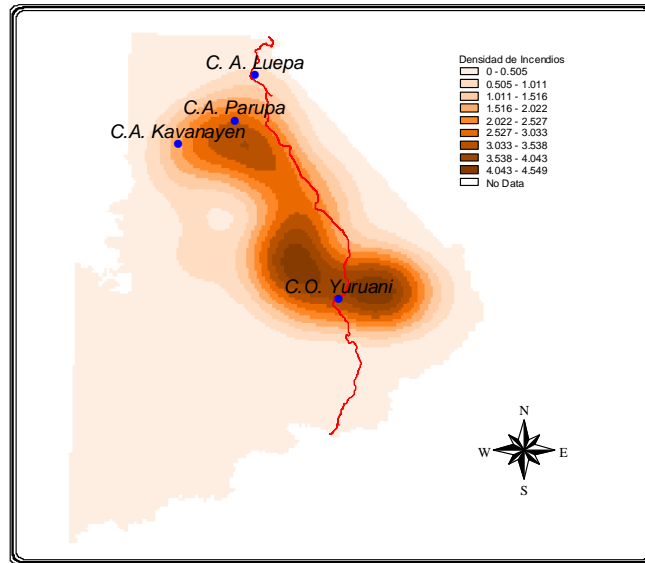 C. A. Luepa
C.A. Parupa
C.A. Kavanayen
C.O. Yuruani
Densidad de Incendios
0 - 0.505
0.505 - 1.011
1.011 - 1.516
1.516 - 2.022
2.022 - 2.527
2.527 - 3.033
3.033 - 3.538
3.538 - 4.043
4.043 - 4.549
No Data
N
W
E
S